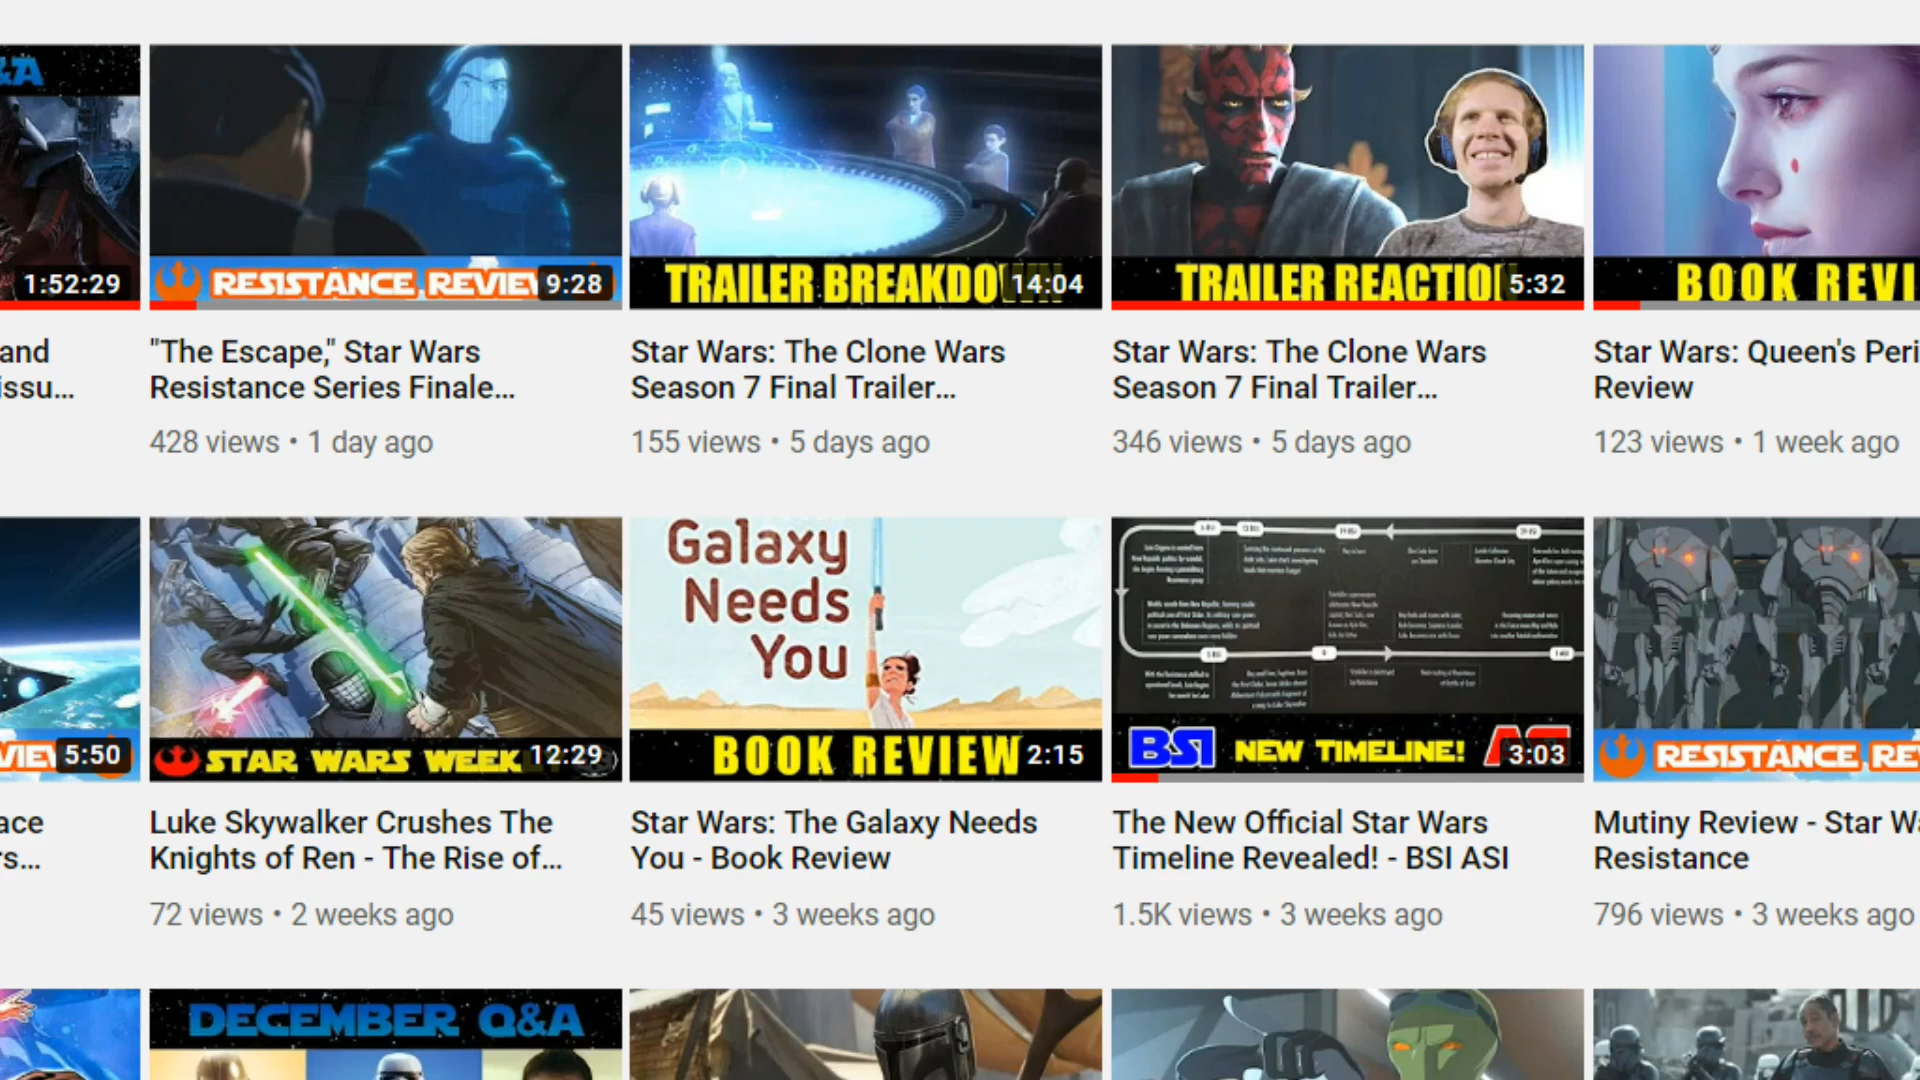 &A
1:52:29
RESISTANCE REVIEW
9:28
TRAILER BREAKDOWN
14:04
TRAILER REACTIO
5:32
BOOK REVI
and
issu...
"The Escape," Star Wars
Resistance Series Finale...
428 views • 1 day ago
Star Wars: The Clone Wars
Season 7 Final Trailer...
155 views • 5 days ago
Star Wars: The Clone Wars
Season 7 Final Trailer...
346 views • 5 days ago
Star Wars: Queen's Peri
Review
123 views • 1 week ago
VIEW
5:50
STAR WARS WEEK
12:29
Galaxy
Needs
You
BOOK REVIEW
2:15
BSI NEW TIMELINE!
3:03
RESISTANCE RE
ace
rs...
Luke Skywalker Crushes The
Knights of Ren - The Rise of...
72 views • 2 weeks ago
Star Wars: The Galaxy Needs
You - Book Review
45 views • 3 weeks ago
The New Official Star Wars
Timeline Revealed! - BSI ASI
1.5K views • 3 weeks ago
Mutiny Review - Star Wa
Resistance
796 views • 3 weeks ago
DECEMBER Q&A